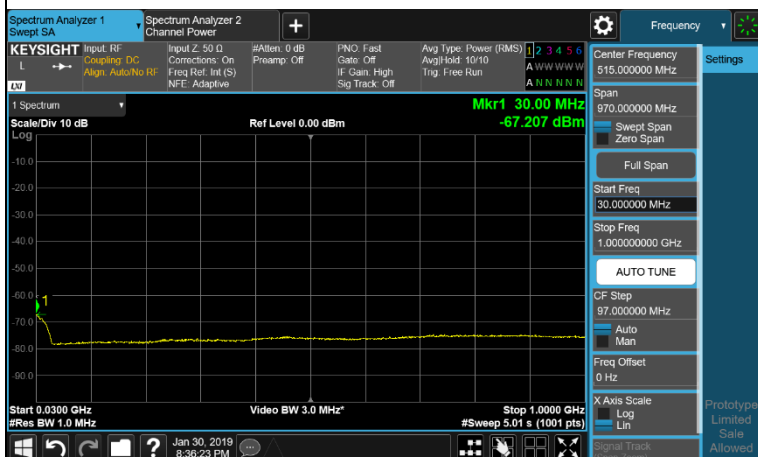 Spectrum Analyzer 1
Swept SA
Spectrum Analyzer 2
Channel Power
Frequency
KEYSIGHT
L
LXI
Input: RF
Coupling: DC
Align: Auto/No RF
Input Z: 50 Ω
Corrections: On
Freq Ref: Int (S)
NFE: Adaptive
#Atten: 0 dB
Preamp: Off
PNO: Fast
Gate: Off
IF Gain: High
Sig Track: Off
Avg Type: Power (RMS)
Avg|Hold: 10/10
Trig: Free Run
1 2 3 4 5 6
A W W W W W
A N N N N N
1 Spectrum
Scale/Div 10 dB
Ref Level 0.00 dBm
Mkr1 30.00 MHz
-67.207 dBm
Log
-10.0
-20.0
-30.0
-40.0
-50.0
-60.0
1
-70.0
-80.0
-90.0
Start 0.0300 GHz
#Res BW 1.0 MHz
Video BW 3.0 MHz*
Stop 1.0000 GHz
#Sweep 5.01 s (1001 pts)
?
Jan 30, 2019
8:36:23 PM
Center Frequency
515.000000 MHz
Span
970.000000 MHz
Swept Span
Zero Span
Full Span
Start Freq
30.000000 MHz
Stop Freq
1.000000000 GHz
AUTO TUNE
CF Step
97.000000 MHz
Auto
Man
Freq Offset
0 Hz
X Axis Scale
Log
Lin
Signal Track
Settings
Prototype
Limited
Sale
Allowed